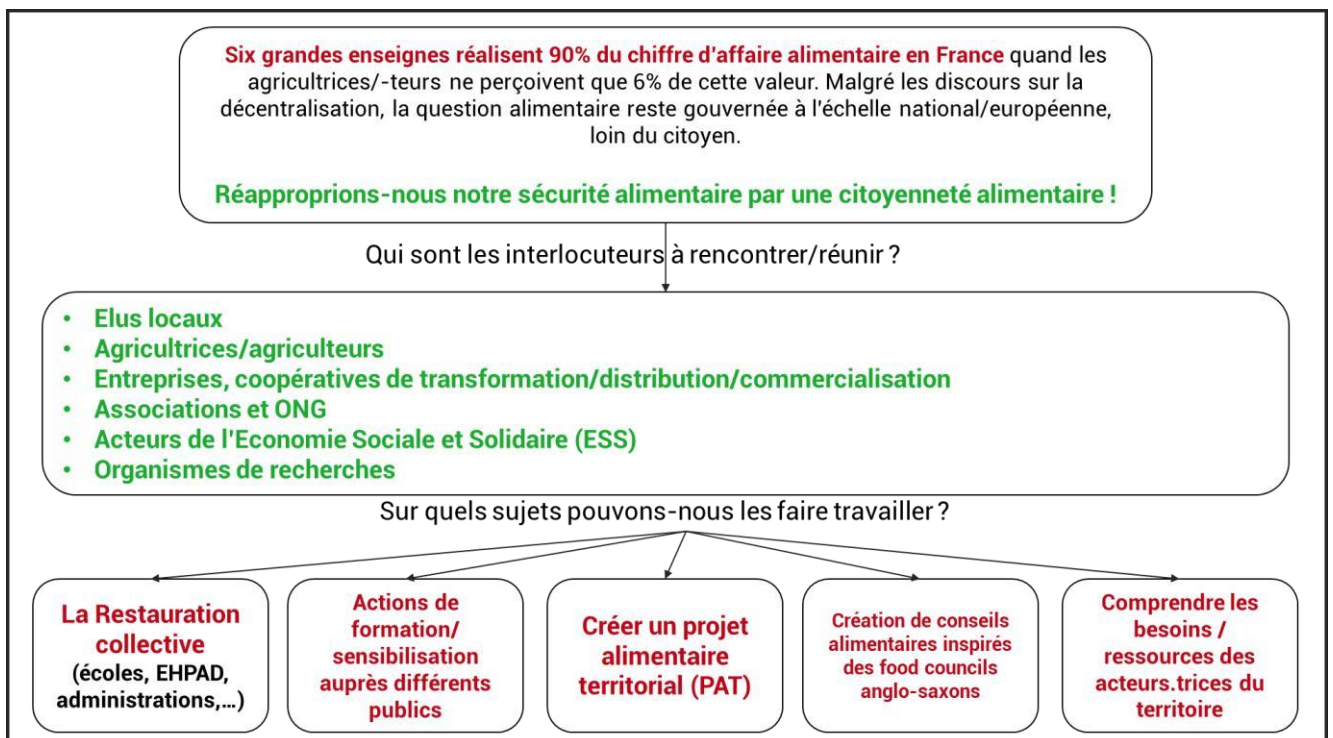 Six grandes enseignes réalisent 90% du chiffre d'affaire alimentaire en France quand les
agricultrices/-teurs ne perçoivent que 6% de cette valeur. Malgré les discours sur la
décentralisation, la question alimentaire reste gouvernée à l'échelle national/européenne,
loin du citoyen.
Réapproprions-nous notre sécurité alimentaire par une citoyenneté alimentaire !
Qui sont les interlocuteurs à rencontrer/réunir ?
• Elus locaux
• Agricultrices/agriculteurs
• Entreprises, coopératives de transformation/distribution/commercialisation
• Associations et ONG
• Acteurs de l'Economie Sociale et Solidaire (ESS)
• Organismes de recherches
Sur quels sujets pouvons-nous les faire travailler ?
La Restauration
collective
(écoles, EHPAD,
administrations,…)
Actions de
formation/
sensibilisation
auprès différents
publics
Créer un projet
alimentaire
territorial (PAT)
Création de conseils
alimentaires inspirés
des food councils
anglo-saxons
Comprendre les
besoins /
ressources des
acteurs.trices du
territoire